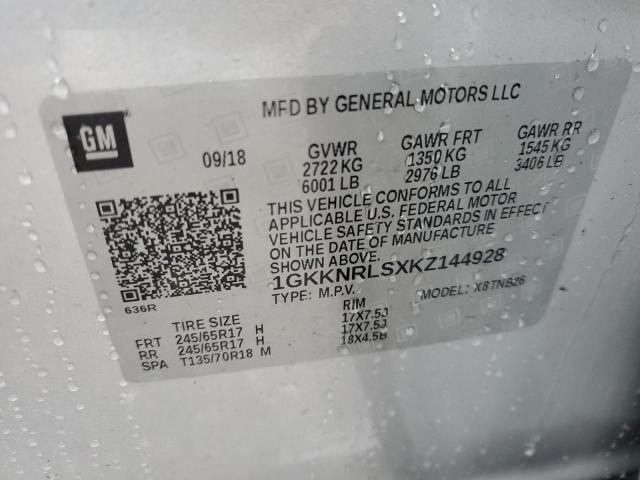 MFD BY GENERAL MOTORS LLC
GM
09/18 GVWR GAWR FRT GAWR RR
2722 KG 1350 KG 1545 KG
6001 LB 2976 LB 3406 LB
THIS VEHICLE CONFORMS TO ALL
APPLICABLE U.S. FEDERAL MOTOR
VEHICLE SAFETY STANDARDS IN EFFECT
ON THE DATE OF MANUFACTURE
SHOWN ABOVE.
1GKKNRLSXKZ144928
TYPE: M.P.V. MODEL: X8TNB26
636R
TIRE SIZE RIM
FRT 245/65R17 H 17X7.5J
RR 245/65R17 H 17X7.5J
SPA T135/70R18 M 18X4.5B